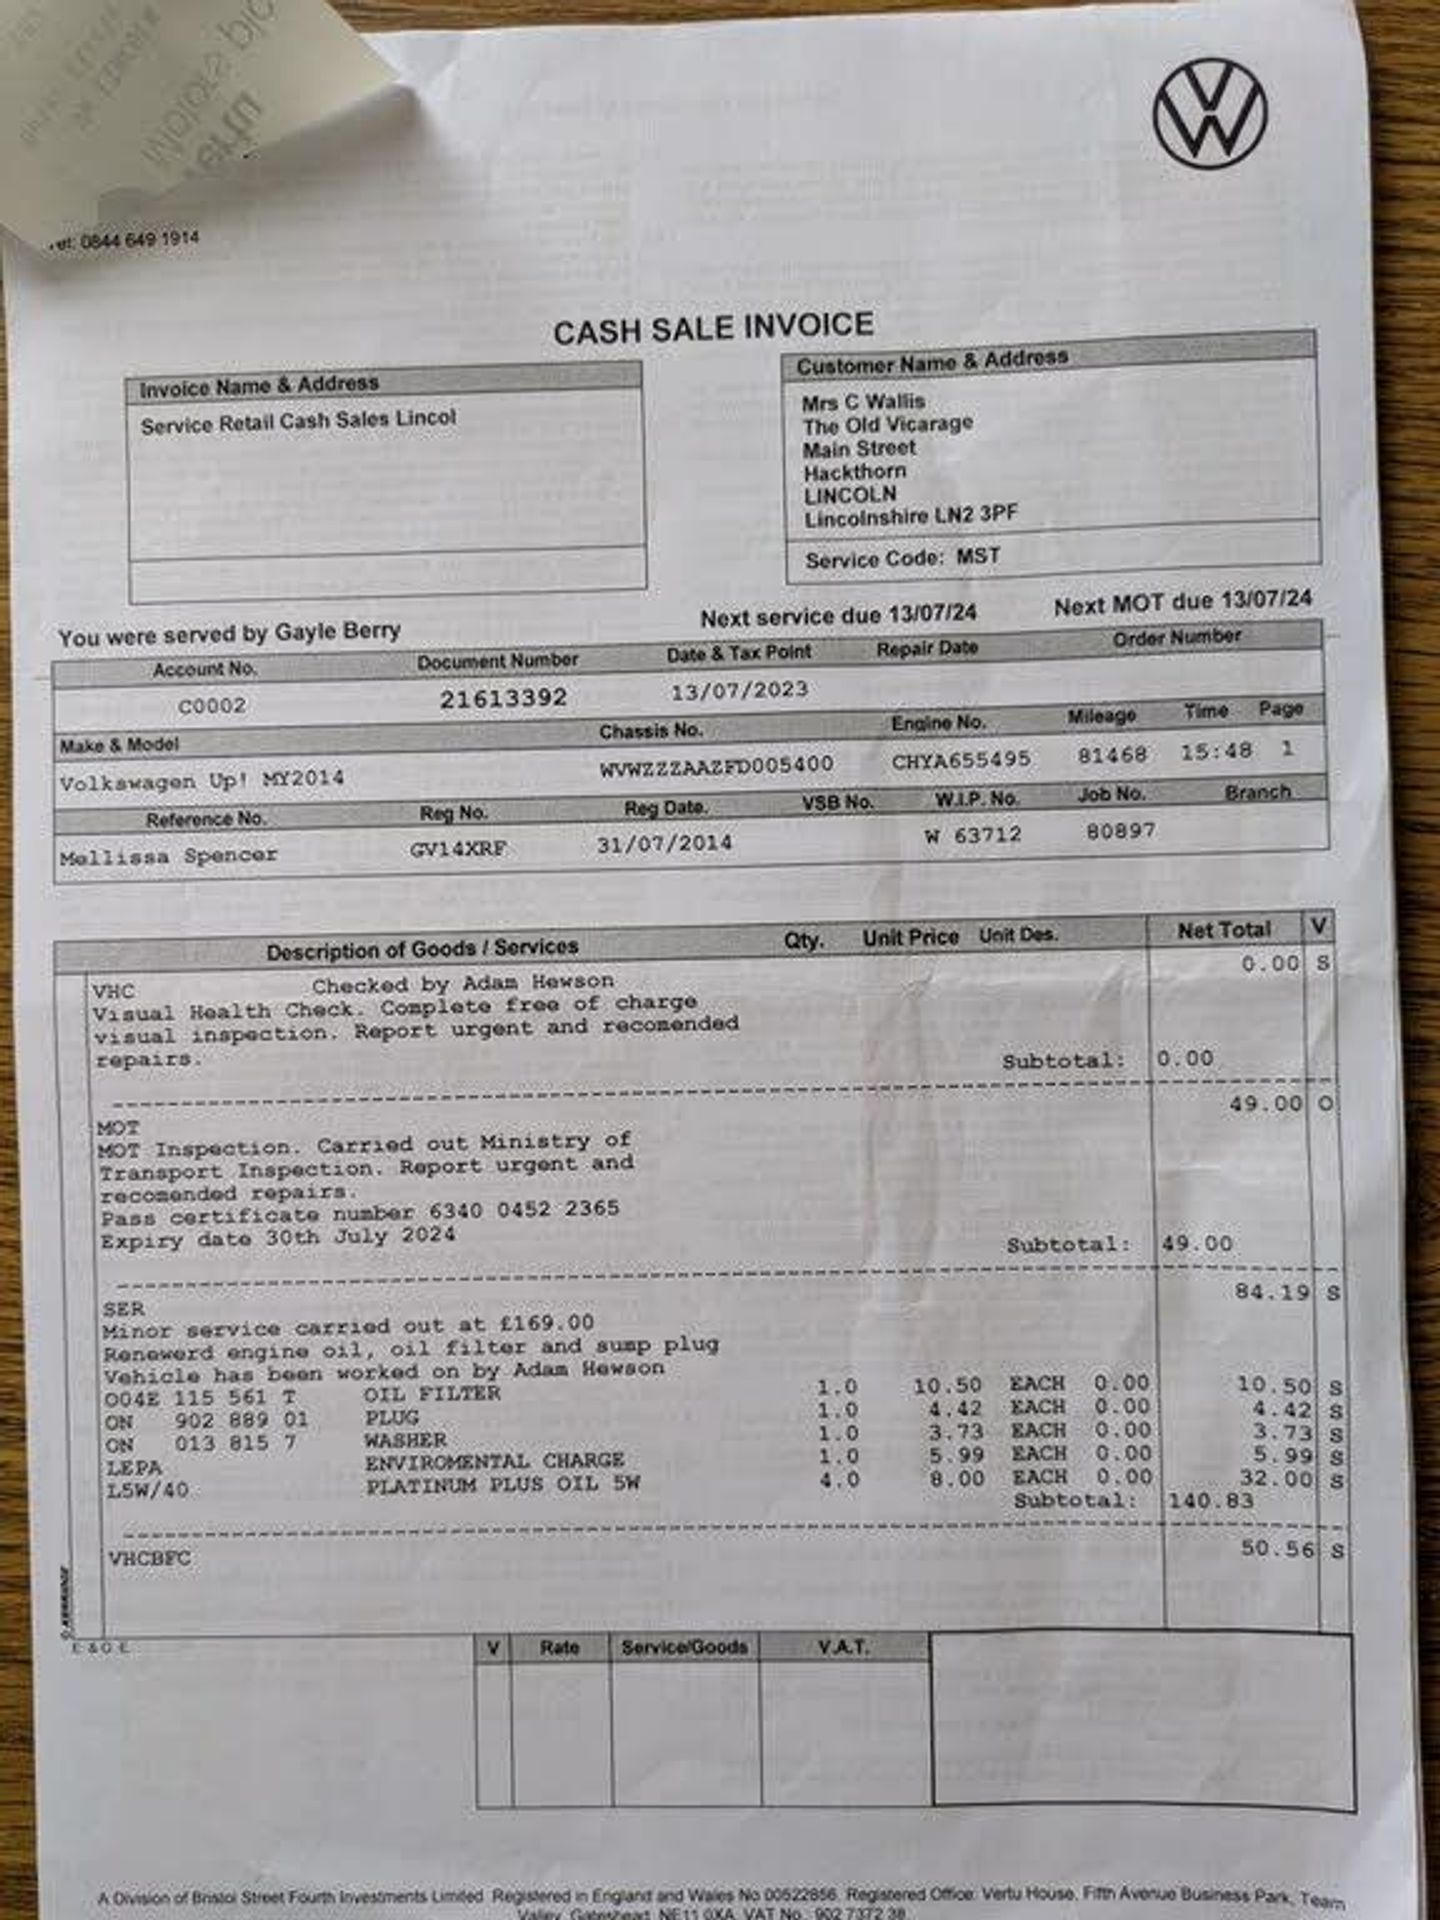 Tel: 0844 649 1914
CASH SALE INVOICE
Invoice Name & Address
Service Retail Cash Sales Lincol
Customer Name & Address
Mrs C Wallis
The Old Vicarage
Main Street
Hackthorn
LINCOLN
Lincolnshire LN2 3PF
Service Code: MST
You were served by Gayle Berry Next service due 13/07/24 Next MOT due 13/07/24
Account No. Document Number Date & Tax Point Repair Date Order Number
C0002 21613392 13/07/2023
Make & Model Chassis No. Engine No. Mileage Time Page
Volkswagen Up! MY2014 WVWZZZAAZFD005400 CHYA655495 81468 15:48 1
Reference No. Reg No. Reg Date. VSB No. W.I.P. No. Job No. Branch
Mellissa Spencer GV14XRF 31/07/2014 W 63712 80897
Description of Goods / Services Qty. Unit Price Unit Des. Net Total V
VHC Checked by Adam Hewson 0.00 S
Visual Health Check. Complete free of charge
visual inspection. Report urgent and recomended
repairs. Subtotal: 0.00
MOT 49.00 O
MOT Inspection. Carried out Ministry of
Transport Inspection. Report urgent and
recomended repairs.
Pass certificate number 6340 0452 2365
Expiry date 30th July 2024 Subtotal: 49.00
SER 84.19 S
Minor service carried out at £169.00
Renewerd engine oil, oil filter and sump plug
Vehicle has been worked on by Adam Hewson
O04E 115 561 T OIL FILTER 1.0 10.50 EACH 0.00 10.50 S
ON 902 889 01 PLUG 1.0 4.42 EACH 0.00 4.42 S
ON 013 815 7 WASHER 1.0 3.73 EACH 0.00 3.73 S
LEPA ENVIROMENTAL CHARGE 1.0 5.99 EACH 0.00 5.99 S
L5W/40 PLATINUM PLUS OIL 5W 4.0 8.00 EACH 0.00 32.00 S
Subtotal: 140.83
VHCBFC 50.56 S
E & O E
V Rate Service/Goods V.A.T.
A Division of Bristol Street Fourth Investments Limited Registered in England and Wales No 00522856 Registered Office: Vertu House, Fifth Avenue Business Park, Team
Valley, Gateshead, NE11 0XA. VAT No. 902 7372 38